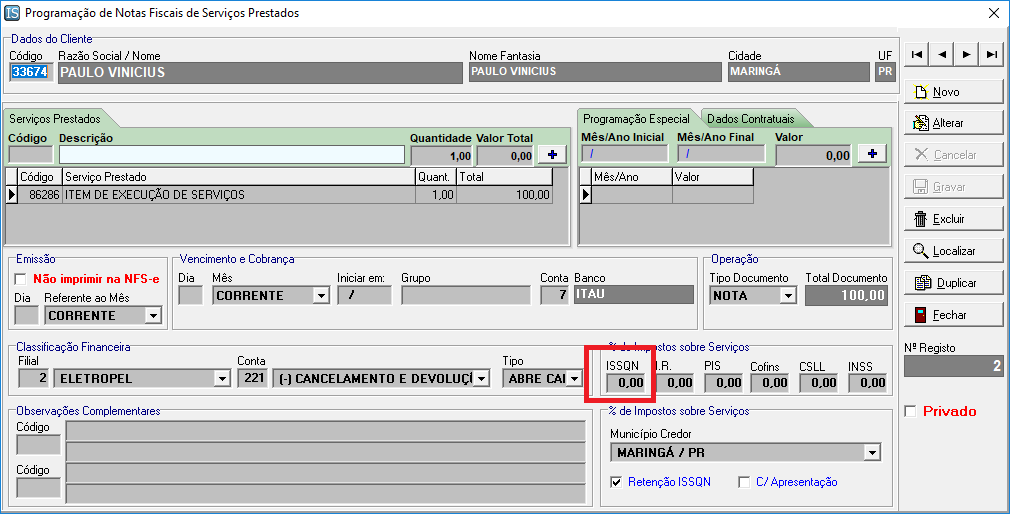 IS Programação de Notas Fiscais de Serviços Prestados
Dados do Cliente
Código Razão Social / Nome Nome Fantasia Cidade UF
33674 PAULO VINICIUS PAULO VINICIUS MARINGÁ PR
Serviços Prestados
Código Descrição Quantidade Valor Total
1,00 0,00
Código Serviço Prestado Quant. Total
86286 ITEM DE EXECUÇÃO DE SERVIÇOS 1,00 100,00
Programação Especial Dados Contratuais
Mês/Ano Inicial Mês/Ano Final Valor
/ / 0,00
Mês/Ano Valor
Emissão
Não imprimir na NFS-e
Dia Referente ao Mês
CORRENTE
Vencimento e Cobrança
Dia Mês Iniciar em: Grupo Conta Banco
CORRENTE / 7 ITAU
Operação
Tipo Documento Total Documento
NOTA 100,00
Classificação Financeira
Filial Conta Tipo
2 ELETROPEL 221 (-) CANCELAMENTO E DEVOLUÇÎ ABRE CAI
% de Impostos sobre Serviços
ISSQN I.R. PIS Cofins CSLL INSS
0,00 0,00 0,00 0,00 0,00 0,00
Observações Complementares
Código
Código
% de Impostos sobre Serviços
Município Credor
MARINGÁ / PR
Retenção ISSQN C/ Apresentação
Novo
Alterar
Cancelar
Gravar
Excluir
Localizar
Duplicar
Fechar
Nº Registo
2
Privado